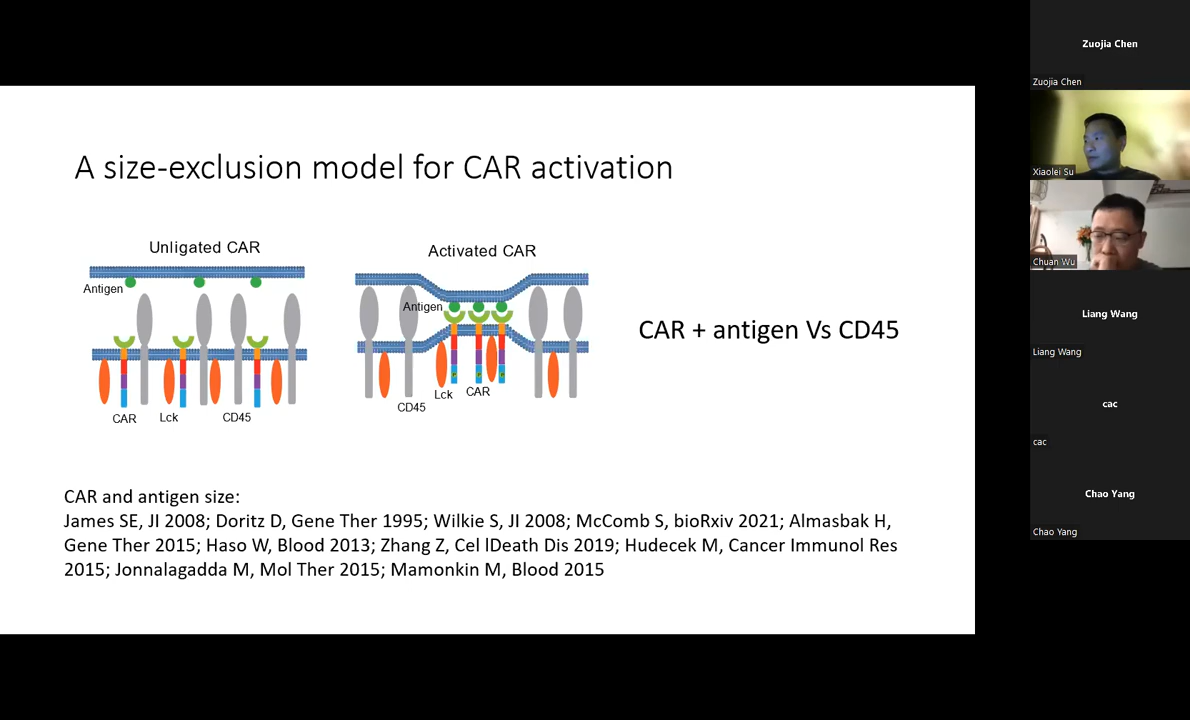 A size-exclusion model for CAR activation
Unligated CAR
Antigen
CAR
Lck
CD45
Activated CAR
Antigen
CD45
Lck
CAR
CAR + antigen Vs CD45
CAR and antigen size:
James SE, JI 2008; Doritz D, Gene Ther 1995; Wilkie S, JI 2008; McComb S, bioRxiv 2021; Almasbak H,
Gene Ther 2015; Haso W, Blood 2013; Zhang Z, Cel lDeath Dis 2019; Hudecek M, Cancer Immunol Res
2015; Jonnalagadda M, Mol Ther 2015; Mamonkin M, Blood 2015
Zuojia Chen
Zuojia Chen
Xiaolei Su
Chuan Wu
Liang Wang
Liang Wang
cac
cac
Chao Yang
Chao Yang